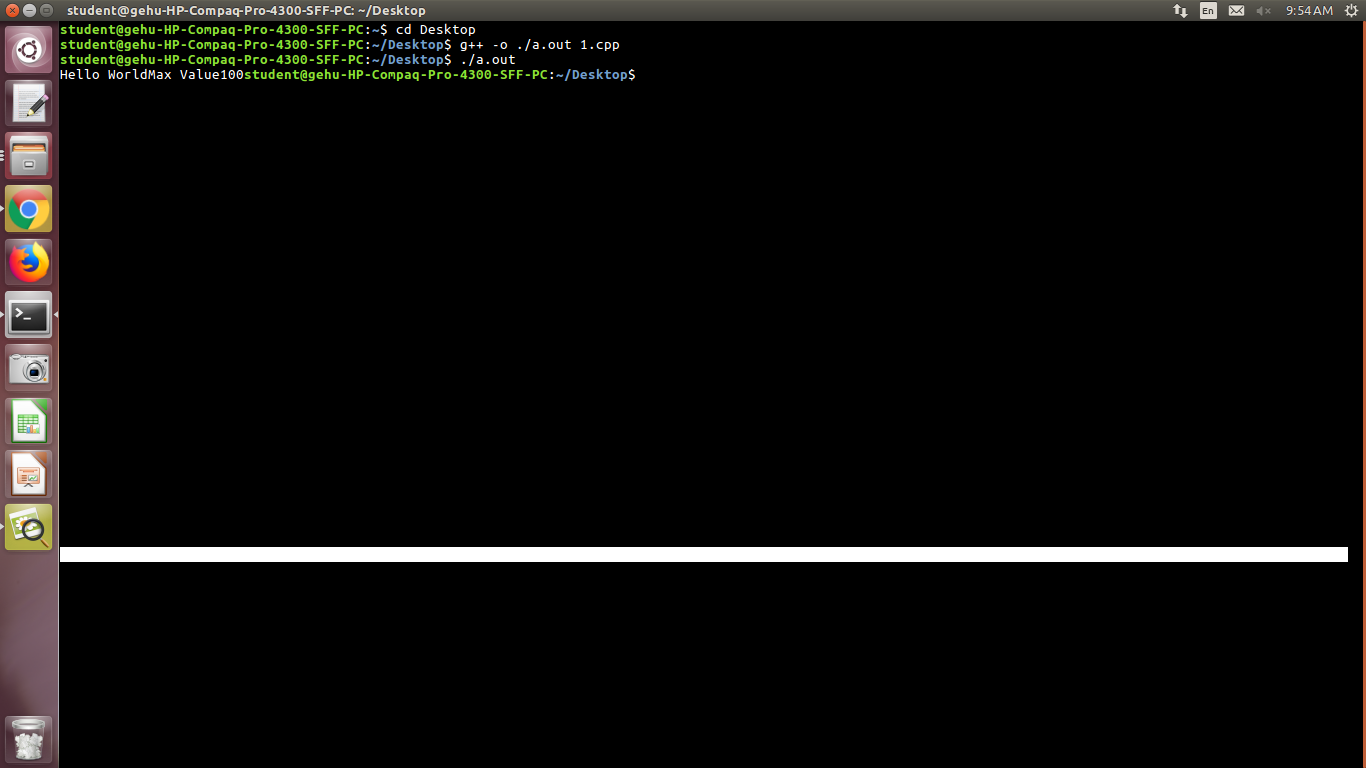 student@gehu-HP-Compaq-Pro-4300-SFF-PC: ~/Desktop
En
9:54 AM
student@gehu-HP-Compaq-Pro-4300-SFF-PC:~$ cd Desktop
student@gehu-HP-Compaq-Pro-4300-SFF-PC:~/Desktop$ g++ -o ./a.out 1.cpp
student@gehu-HP-Compaq-Pro-4300-SFF-PC:~/Desktop$ ./a.out
Hello WorldMax Value100student@gehu-HP-Compaq-Pro-4300-SFF-PC:~/Desktop$